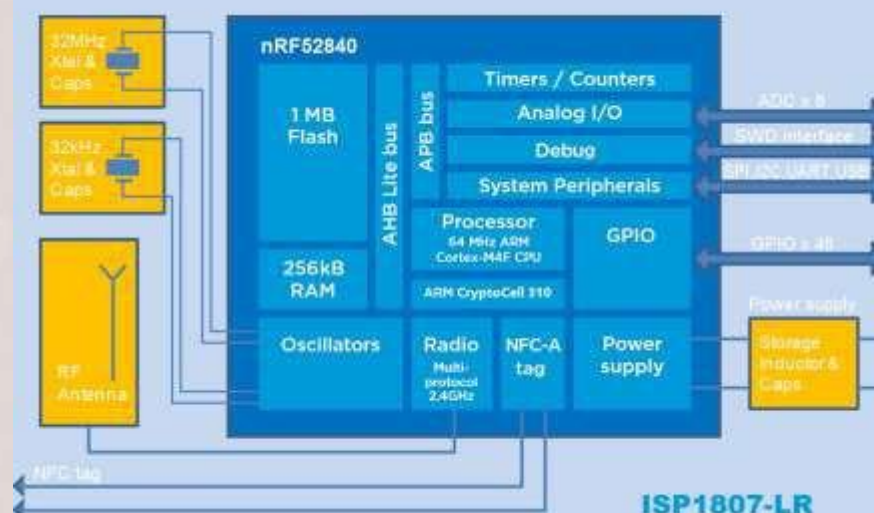 32MHz
Xtal &
Caps
32kHz
Xtal &
Caps
RF
Antenna
NFC tag
nRF52840
1 MB
Flash
256kB
RAM
AHB Lite bus
APB bus
Timers / Counters
Analog I/O
Debug
System Peripherals
Processor
64 MHz ARM
Cortex-M4F CPU
ARM CryptoCell 310
GPIO
Oscillators
Radio
Multi-
protocol
2,4GHz
NFC-A
tag
Power
supply
ADC x 8
SWD interface
SPI I2C UART USB
GPIO x 46
Power supply
Storage
Inductor &
Caps
ISP1807-LR